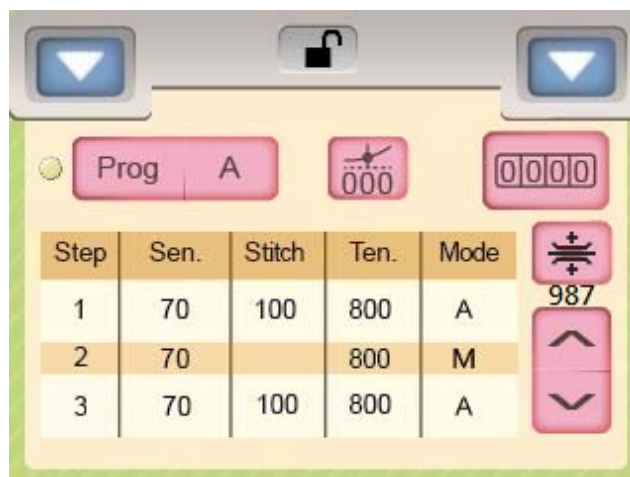 Prog A
000
0000
Step Sen. Stitch Ten. Mode
987
1 70 100 800 A
2 70 800 M
3 70 100 800 A